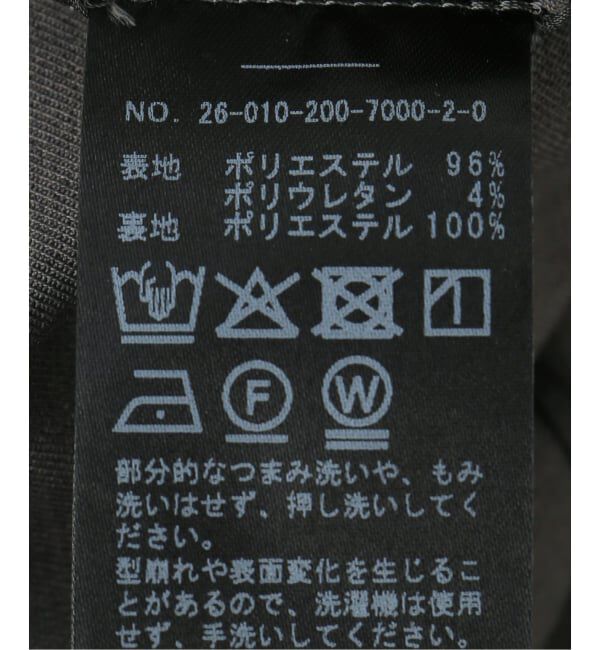 NO. 26-010-200-7000-2-0
表地 ポリエステル 96%
ポリウレタン 4%
裏地 ポリエステル 100%
F W
部分的なつまみ洗いや、もみ
洗いはせず、押し洗いしてく
ださい。
型崩れや表面変化を生じるこ
とがあるので、洗濯機は使用
せず、手洗いしてください。